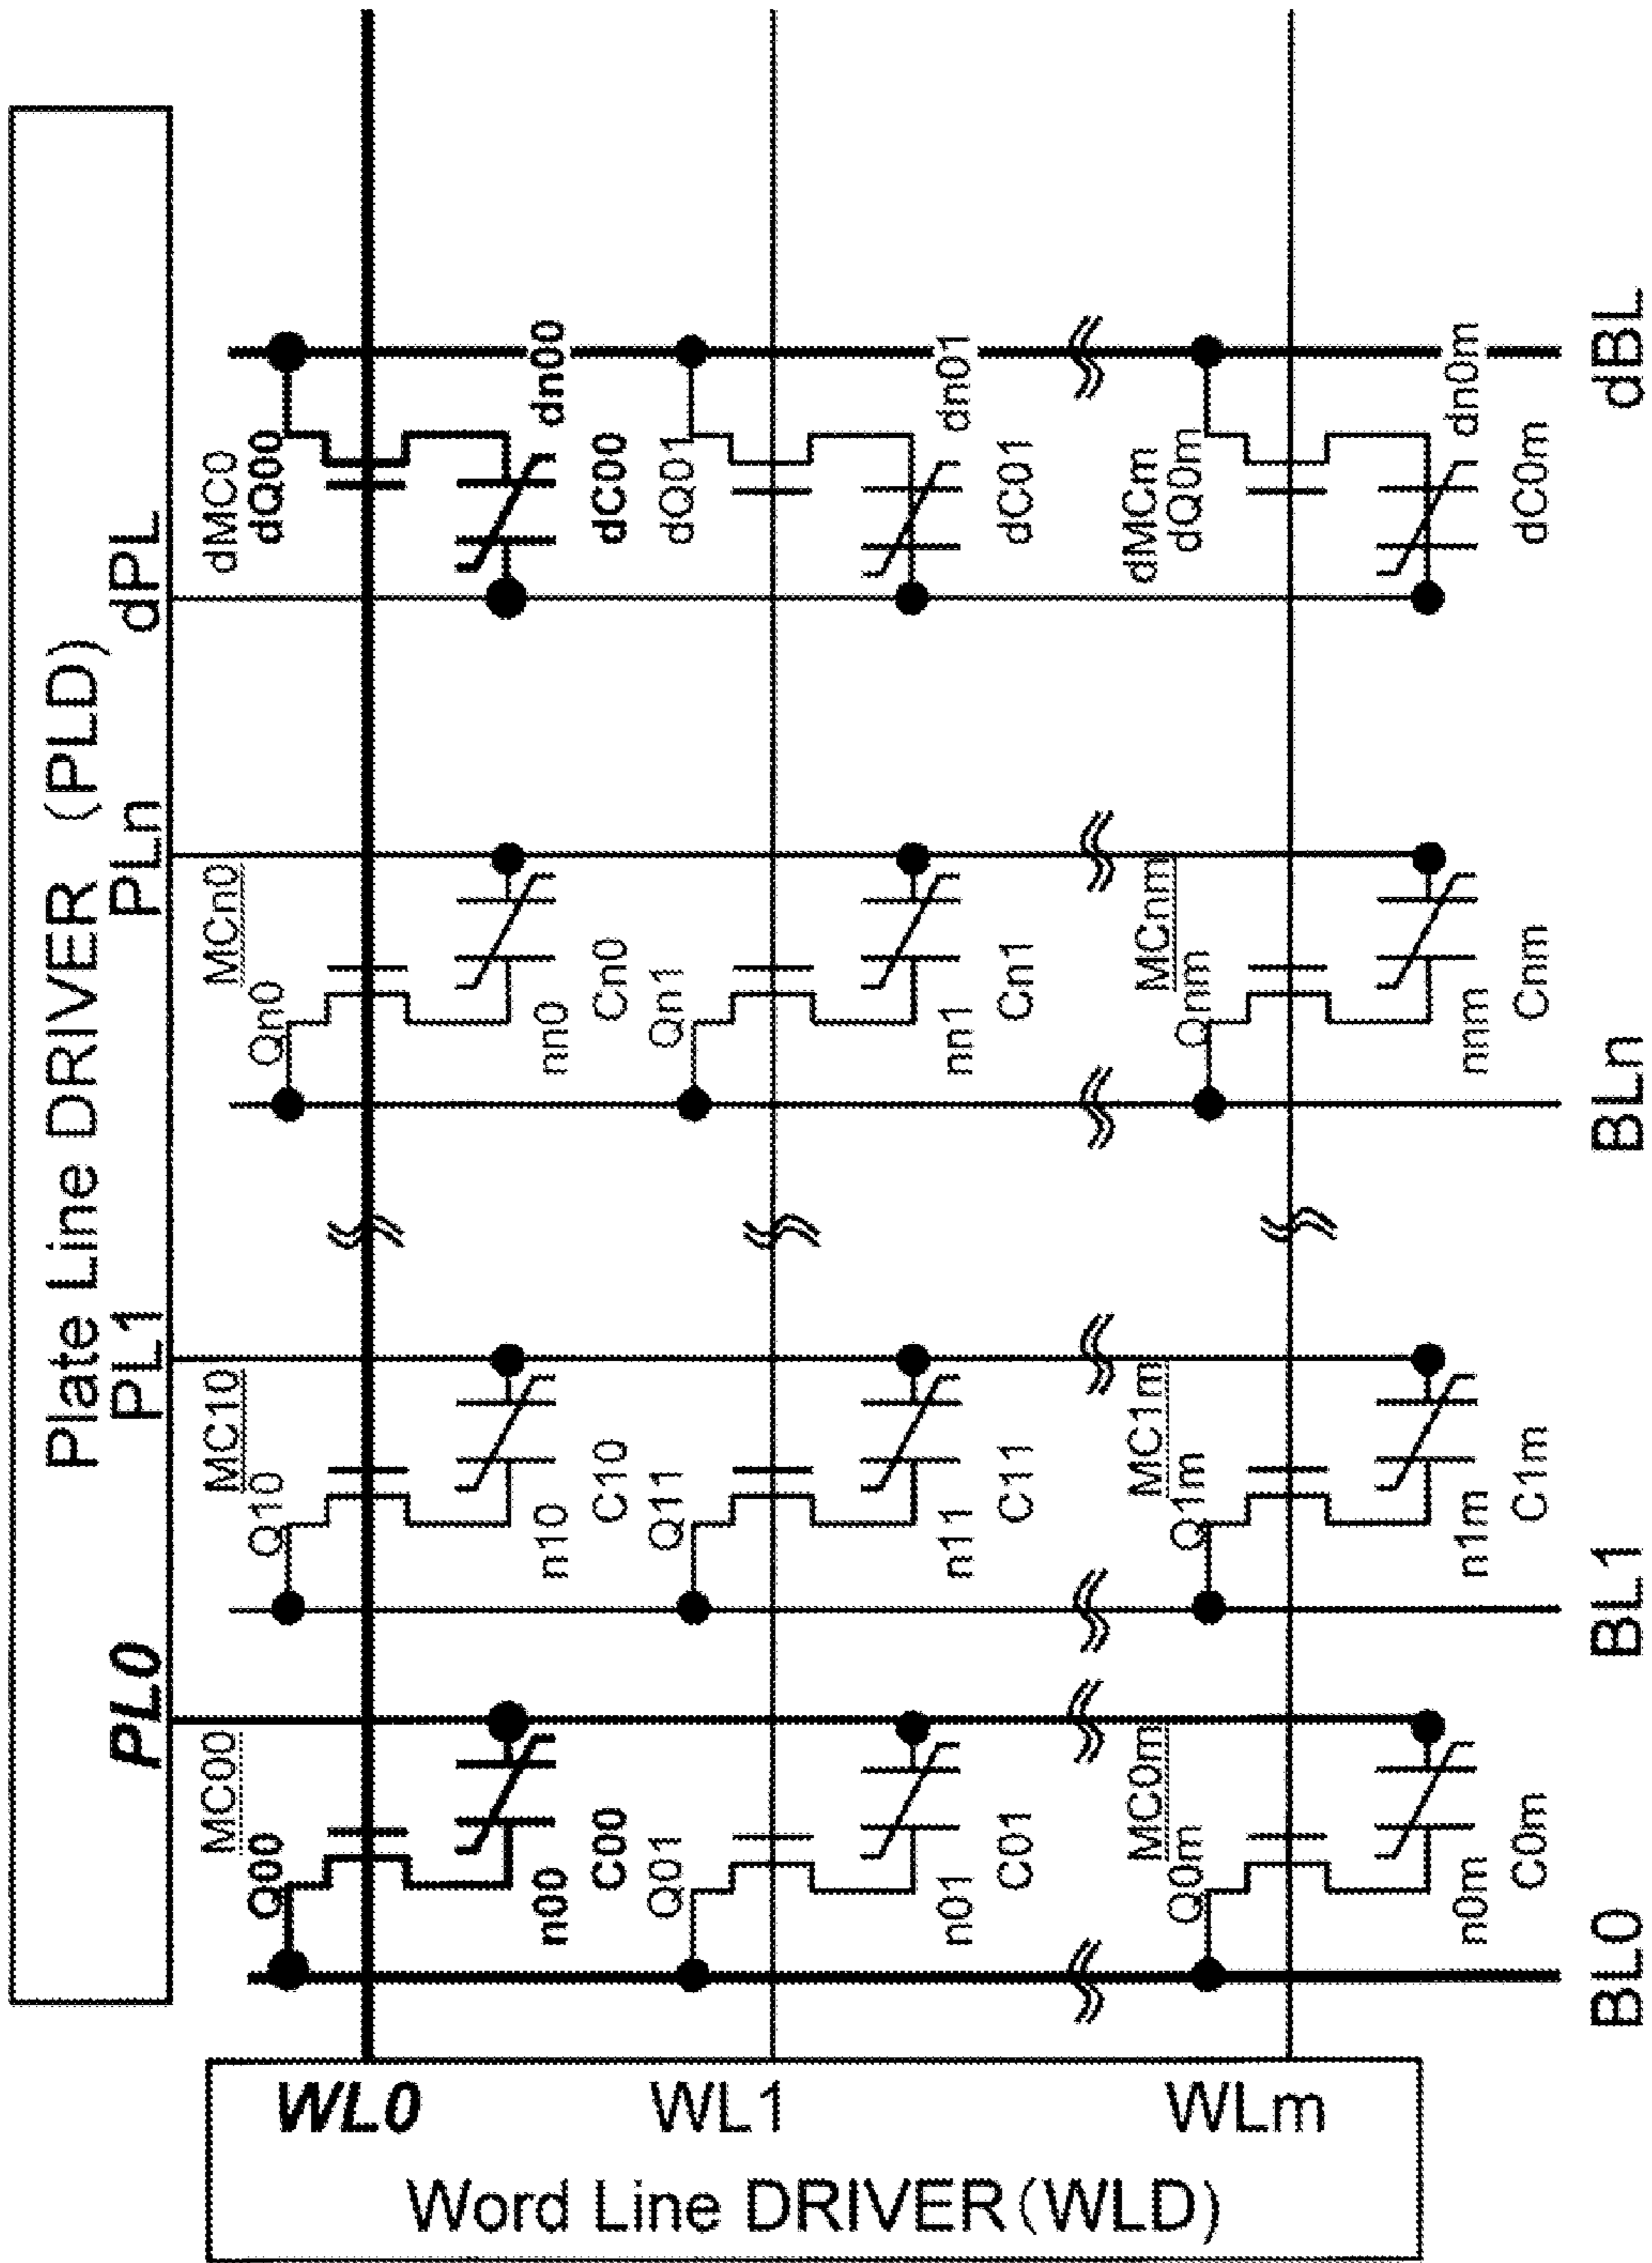 Plate Line DRIVER (PLD)
PL0
PL1
PLn
dPL
MC00
Q00
MC10
Q10
MCn0
Qn0
dMC0
dQ00
WL0
n00
n10
nn0
dn00
C00
C10
Cn0
dC00
Q01
Q11
Qn1
dQ01
WL1
n01
n11
nn1
dn01
C01
C11
Cn1
dC01
MC0m
Q0m
MC1m
Q1m
MCnm
Qnm
dMCm
dQ0m
WLm
n0m
n1m
nnm
dn0m
C0m
C1m
Cnm
dC0m
Word Line DRIVER(WLD)
BL0
BL1
BLn
dBL